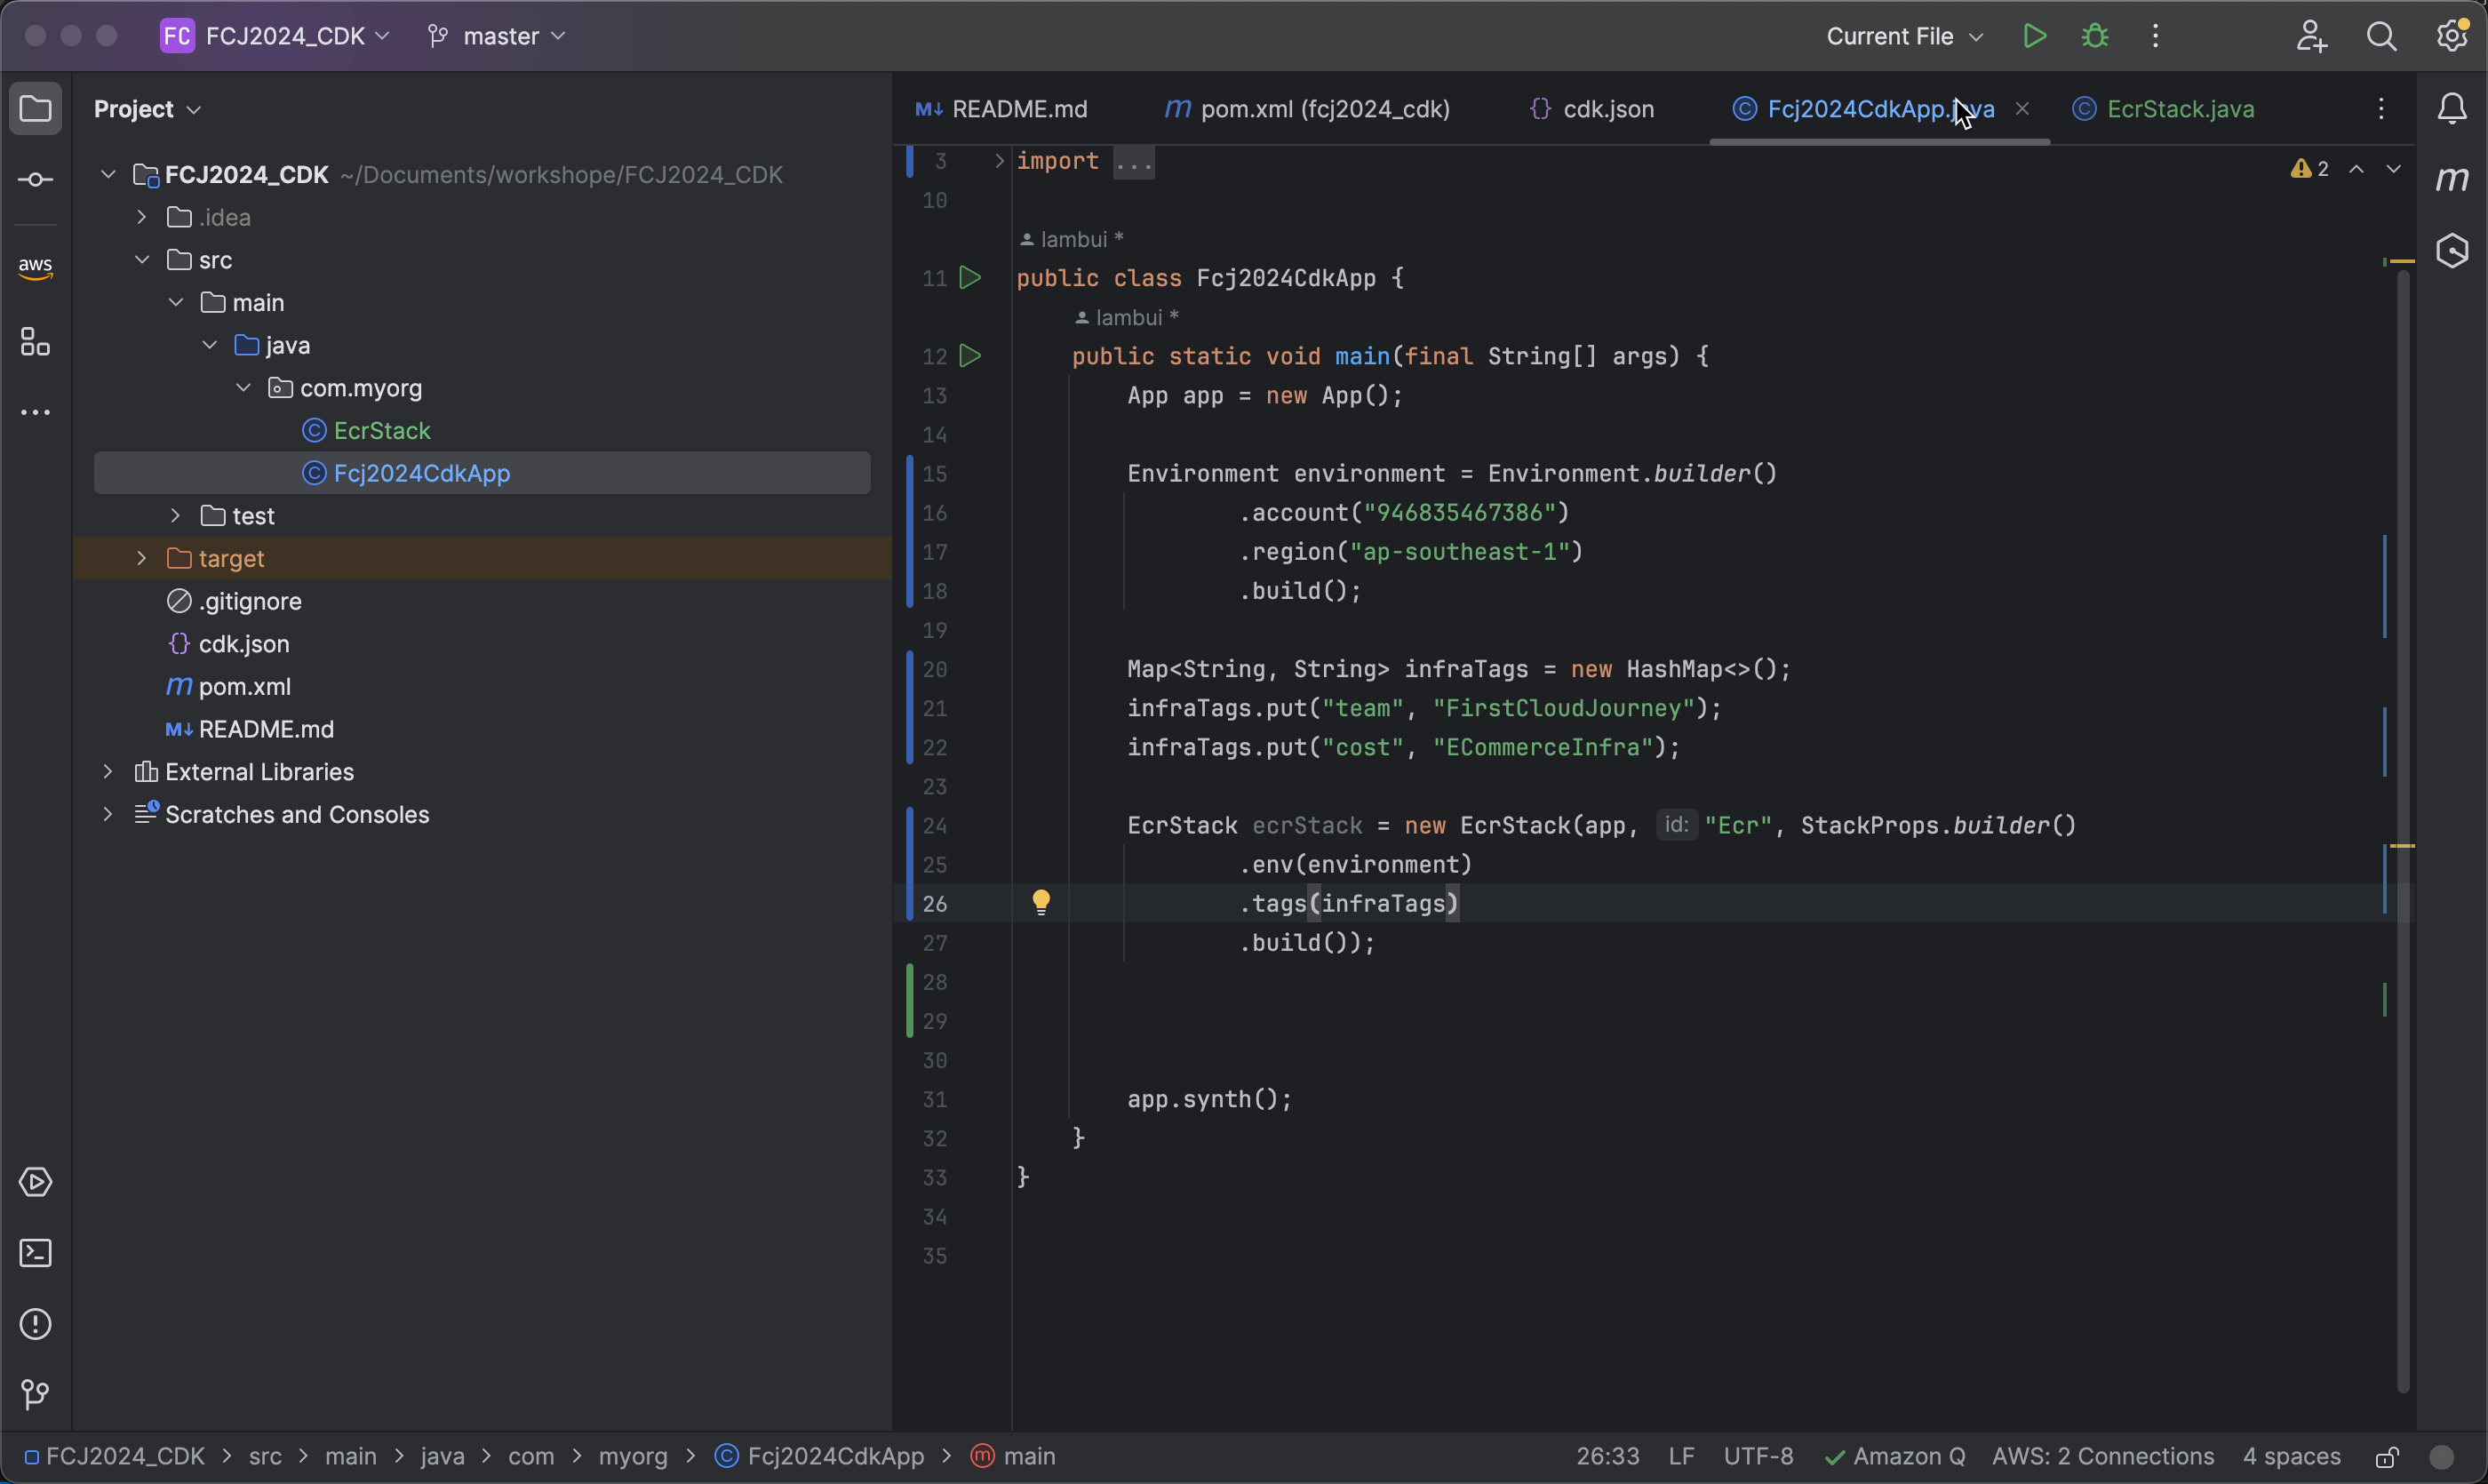 FC FCJ2024_CDK master Current File
Project
README.md pom.xml (fcj2024_cdk) cdk.json Fcj2024CdkApp.java EcrStack.java
aws
FCJ2024_CDK ~/Documents/workshope/FCJ2024_CDK
.idea
src
main
java
com.myorg
EcrStack
Fcj2024CdkApp
test
target
.gitignore
{} cdk.json
m pom.xml
M↓ README.md
External Libraries
Scratches and Consoles
2
3 import ...
10
lambui *
11 public class Fcj2024CdkApp {
lambui *
12 public static void main(final String[] args) {
13 App app = new App();
14
15 Environment environment = Environment.builder()
16 .account("946835467386")
17 .region("ap-southeast-1")
18 .build();
19
20 Map<String, String> infraTags = new HashMap<>();
21 infraTags.put("team", "FirstCloudJourney");
22 infraTags.put("cost", "ECommerceInfra");
23
24 EcrStack ecrStack = new EcrStack(app, id: "Ecr", StackProps.builder()
25 .env(environment)
26 .tags(infraTags)
27 .build());
28
29
30
31 app.synth();
32 }
33 }
34
35
FCJ2024_CDK > src > main > java > com > myorg > Fcj2024CdkApp > main
26:33 LF UTF-8 Amazon Q AWS: 2 Connections 4 spaces